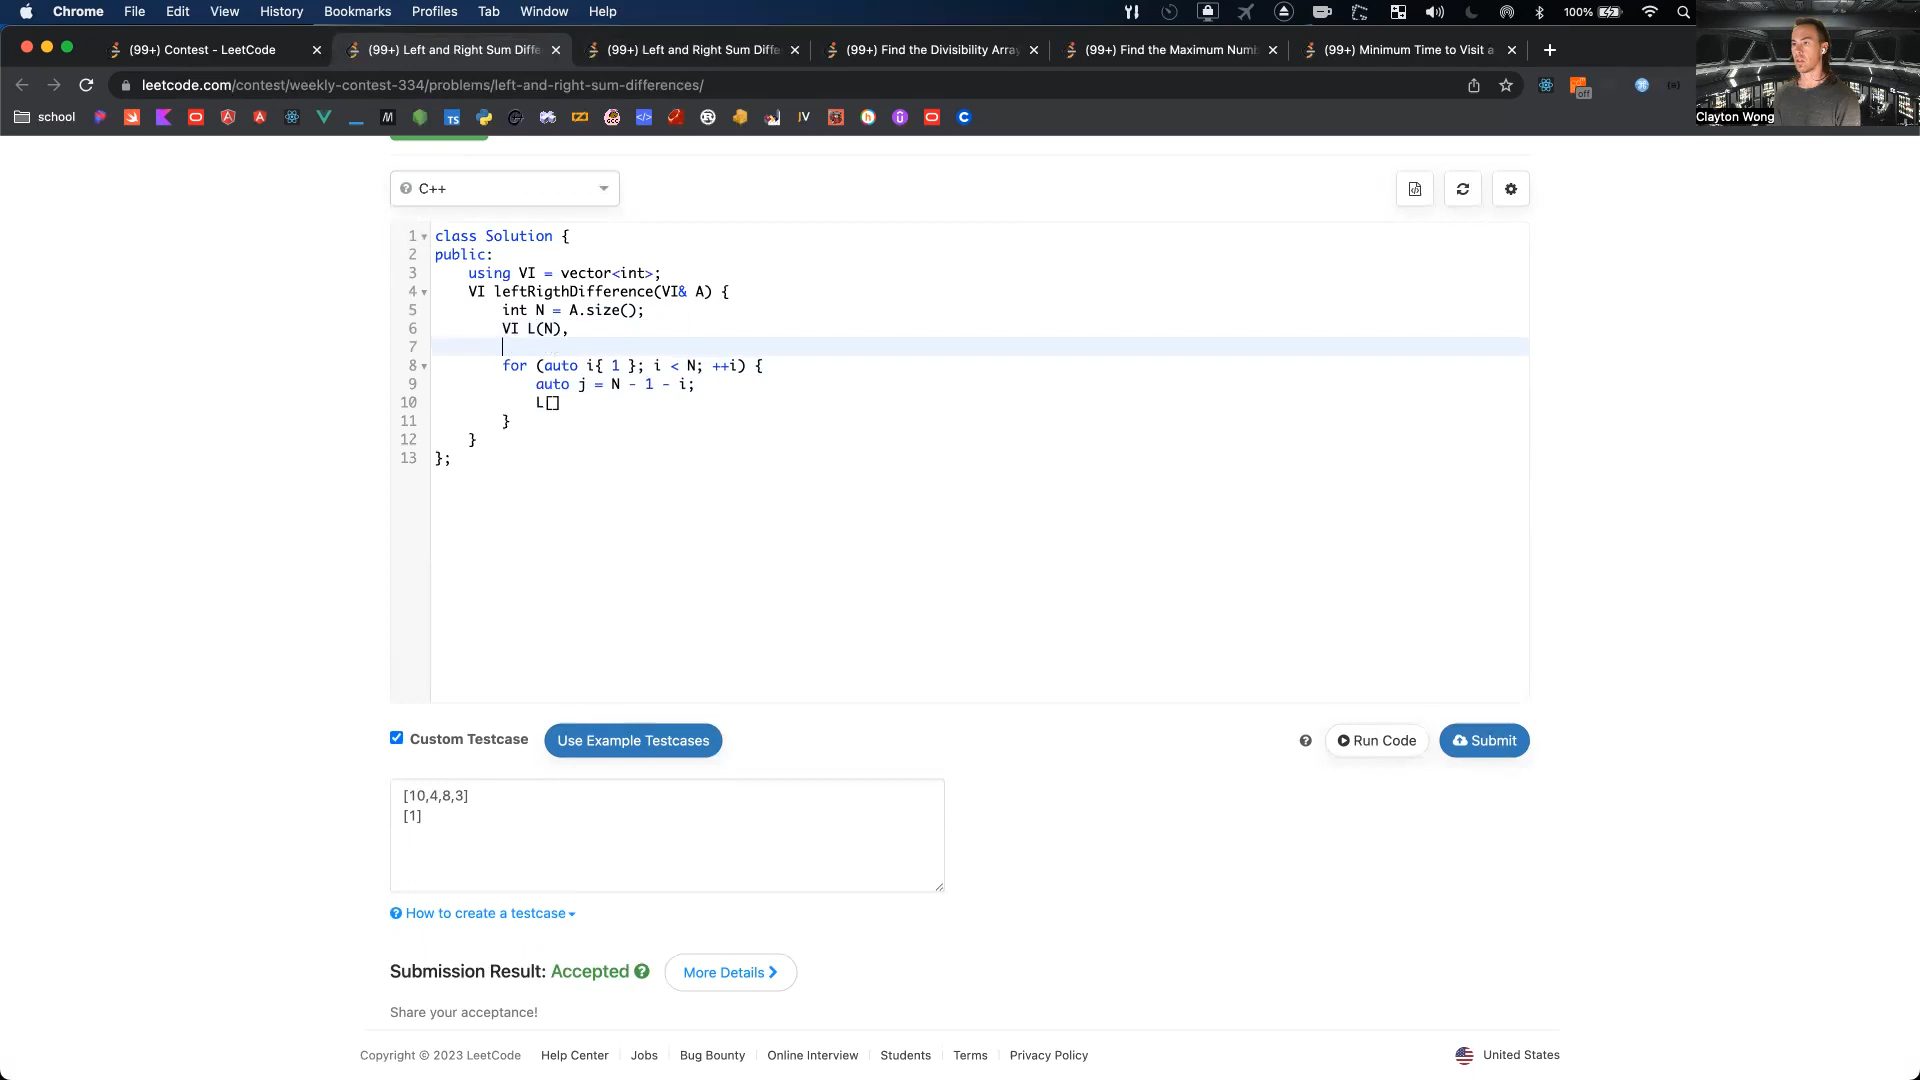 Chrome File Edit View History Bookmarks Profiles Tab Window Help 100%
(99+) Contest - LeetCode (99+) Left and Right Sum Diffe (99+) Left and Right Sum Diffe (99+) Find the Divisibility Array (99+) Find the Maximum Num (99+) Minimum Time to Visit a
leetcode.com/contest/weekly-contest-334/problems/left-and-right-sum-differences/
off
school M TS JV
Clayton Wong
C++
1 class Solution {
2 public:
3 using VI = vector<int>;
4 VI leftRigthDifference(VI& A) {
5 int N = A.size();
6 VI L(N),
7
8 for (auto i{ 1 }; i < N; ++i) {
9 auto j = N - 1 - i;
10 L[]
11 }
12 }
13 };
Custom Testcase Use Example Testcases Run Code Submit
[10,4,8,3]
[1]
How to create a testcase
Submission Result: Accepted More Details
Share your acceptance!
Copyright © 2023 LeetCode Help Center Jobs Bug Bounty Online Interview Students Terms Privacy Policy United States